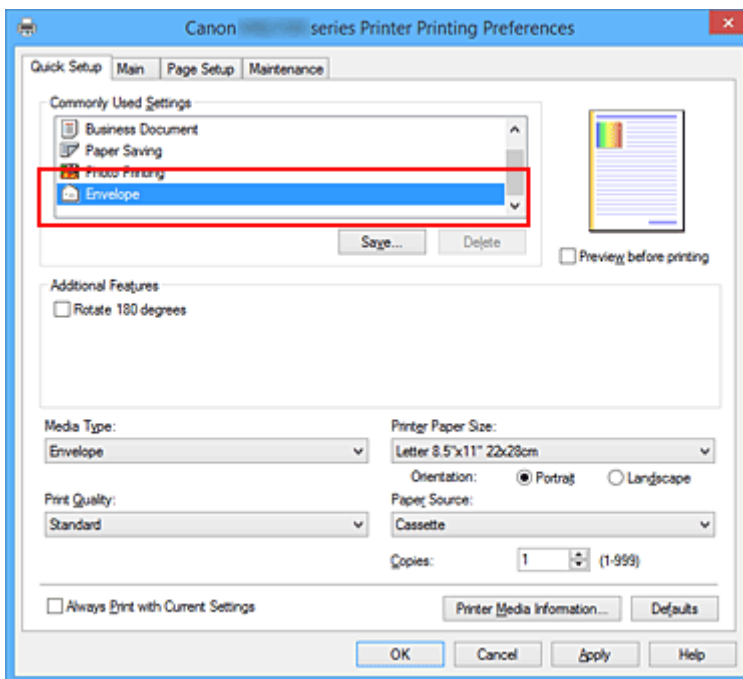 Canon series Printer Printing Preferences
Quick Setup Main Page Setup Maintenance
Commonly Used Settings
Business Document
Paper Saving
Photo Printing
Envelope
Save... Delete
Preview before printing
Addtional Features
Rotate 180 degrees
Media Type: Printer Paper Size:
Envelope Letter 8.5"x11" 22x28cm
Orientation: Portrait Landscape
Print Quality: Paper Source:
Standard Cassette
Copies: 1 (1-999)
Always Print with Current Settings Printer Media Information... Defaults
OK Cancel Apply Help